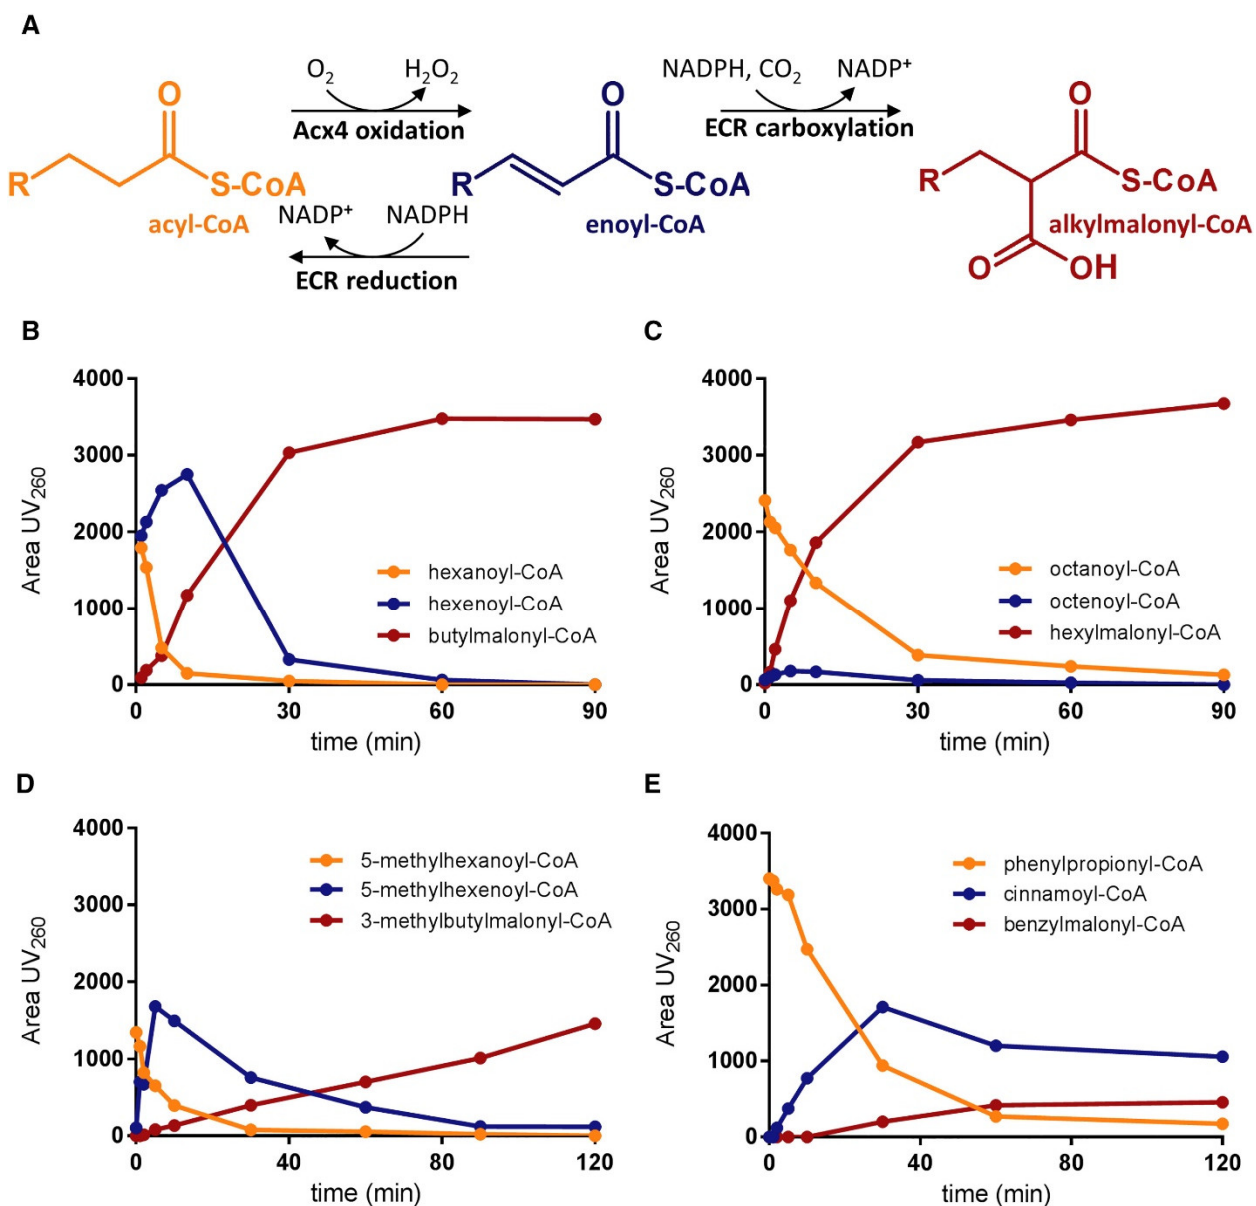 A
O₂ H₂O₂ NADPH, CO₂ NADP⁺
O O O
Acx4 oxidation ECR carboxylation
R S-CoA R S-CoA R S-CoA
acyl-CoA NADP⁺ NADPH enoyl-CoA alkylmalonyl-CoA
ECR reduction O OH
B
4000
3000
2000
1000
0
Area UV₂₆₀
hexanoyl-CoA
hexenoyl-CoA
butylmalonyl-CoA
0 30 60 90
time (min)
C
4000
3000
2000
1000
0
Area UV₂₆₀
octanoyl-CoA
octenoyl-CoA
hexylmalonyl-CoA
0 30 60 90
time (min)
D
4000
3000
2000
1000
0
Area UV₂₆₀
5-methylhexanoyl-CoA
5-methylhexenoyl-CoA
3-methylbutylmalonyl-CoA
0 40 80 120
time (min)
E
4000
3000
2000
1000
0
Area UV₂₆₀
phenylpropionyl-CoA
cinnamoyl-CoA
benzylmalonyl-CoA
0 40 80 120
time (min)